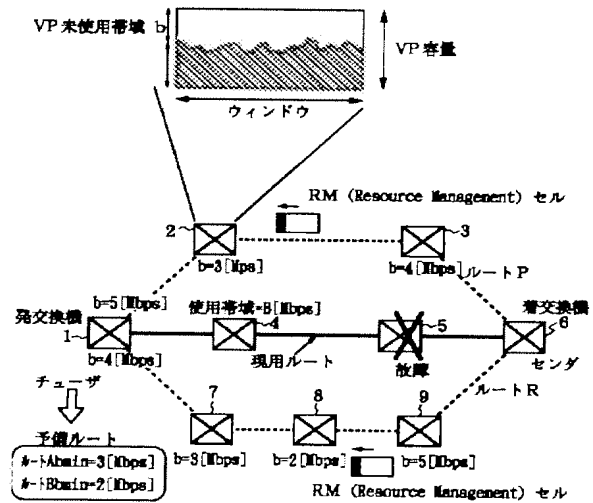 VP未使用帯域 b
VP容量
ウィンドウ
RM (Resource Management) セル
2
3
b=3[Mps]
b=4[Mbps]
ルートP
b=5[Mbps]
使用帯域=B[Mbps]
発交換機
4
5
着交換機
6
1
b=4[Mbps]
現用ルート
故障
センダ
チューザ
ルートR
7
8
9
予備ルート
b=3[Mbps]
b=2[Mbps]
b=5[Mbps]
ルートAbmin=3[Mbps]
ルートBbmin=2[Mbps]
RM (Resource Management) セル